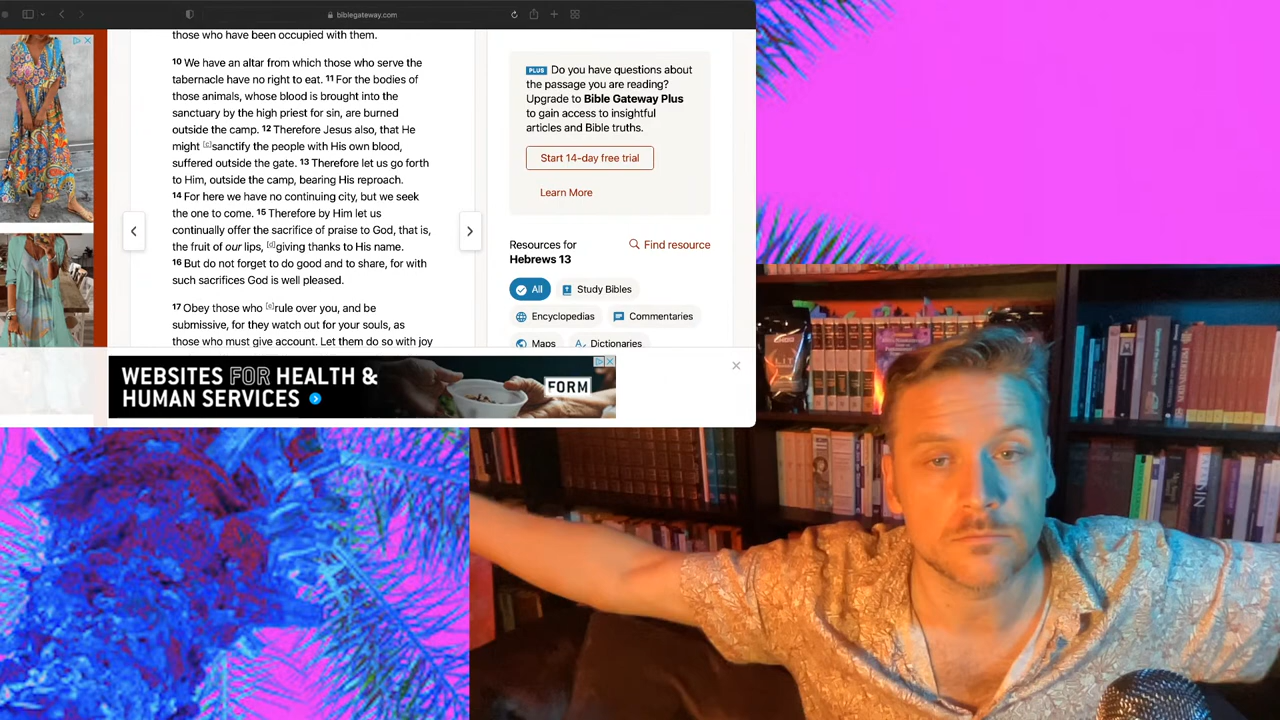 biblegateway.com
those who have been occupied with them.
10 We have an altar from which those who serve the
tabernacle have no right to eat. 11 For the bodies of
those animals, whose blood is brought into the
sanctuary by the high priest for sin, are burned
outside the camp. 12 Therefore Jesus also, that He
might [c]sanctify the people with His own blood,
suffered outside the gate. 13 Therefore let us go forth
to Him, outside the camp, bearing His reproach.
14 For here we have no continuing city, but we seek
the one to come. 15 Therefore by Him let us
continually offer the sacrifice of praise to God, that is,
the fruit of our lips, [d]giving thanks to His name.
16 But do not forget to do good and to share, for with
such sacrifices God is well pleased.
17 Obey those who [e]rule over you, and be
submissive, for they watch out for your souls, as
those who must give account. Let them do so with joy
PLUS Do you have questions about
the passage you are reading?
Upgrade to Bible Gateway Plus
to gain access to insightful
articles and Bible truths.
Start 14-day free trial
Learn More
Resources for
Hebrews 13
Find resource
All
Study Bibles
Encyclopedias
Commentaries
Maps
Dictionaries
WEBSITES FOR HEALTH &
HUMAN SERVICES
FORM